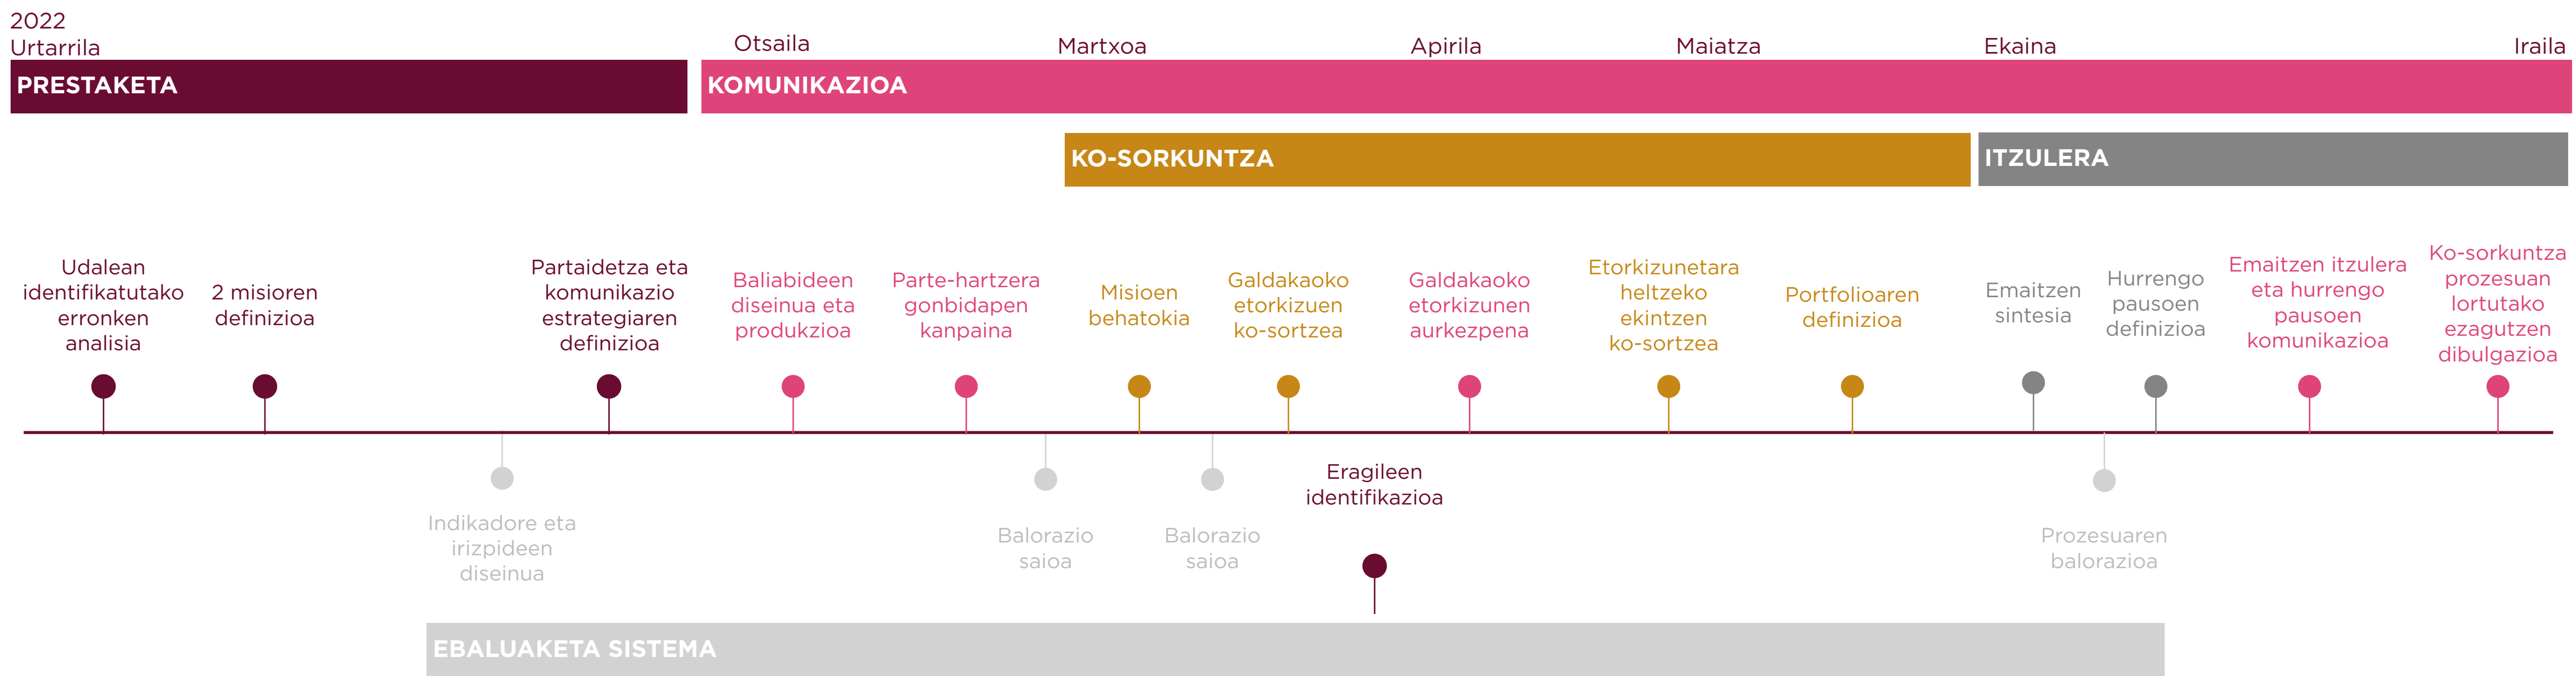 2022
Urtarrila
Otsaila
Martxoa
Apirila
Maiatza
Ekaina
Iraila
PRESTAKETA
KOMUNIKAZIOA
KO-SORKUNTZA
ITZULERA
Udalean
identifikatutako
erronken
analisia
2 misioren
definizioa
Partaidetza eta
komunikazio
estrategiaren
definizioa
Baliabideen
diseinua eta
produkzioa
Parte-hartzera
gonbidapen
kanpaina
Misioen
behatokia
Galdakaoko
etorkizuen
ko-sortzea
Galdakaoko
etorkizunen
aurkezpena
Etorkizunetara
heltzeko
ekintzen
ko-sortzea
Portfolioaren
definizioa
Emaitzen
sintesia
Hurrengo
pausoen
definizioa
Emaitzen itzulera
eta hurrengo
pausoen
komunikazioa
Ko-sorkuntza
prozesuan
lortutako
ezagutzen
dibulgazioa
Indikadore eta
irizpideen
diseinua
Balorazio
saioa
Balorazio
saioa
Eragileen
identifikazioa
Prozesuaren
balorazioa
EBALUAKETA SISTEMA